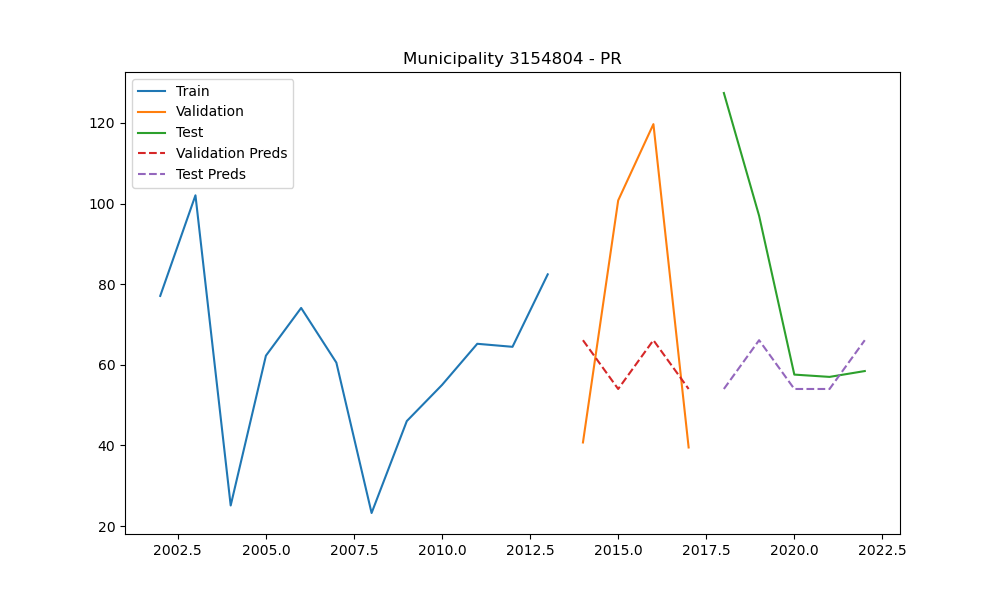 Municipality 3154804 - PR
Train
Validation
Test
Validation Preds
Test Preds
120
100
80
60
40
20
2002.5 2005.0 2007.5 2010.0 2012.5 2015.0 2017.5 2020.0 2022.5